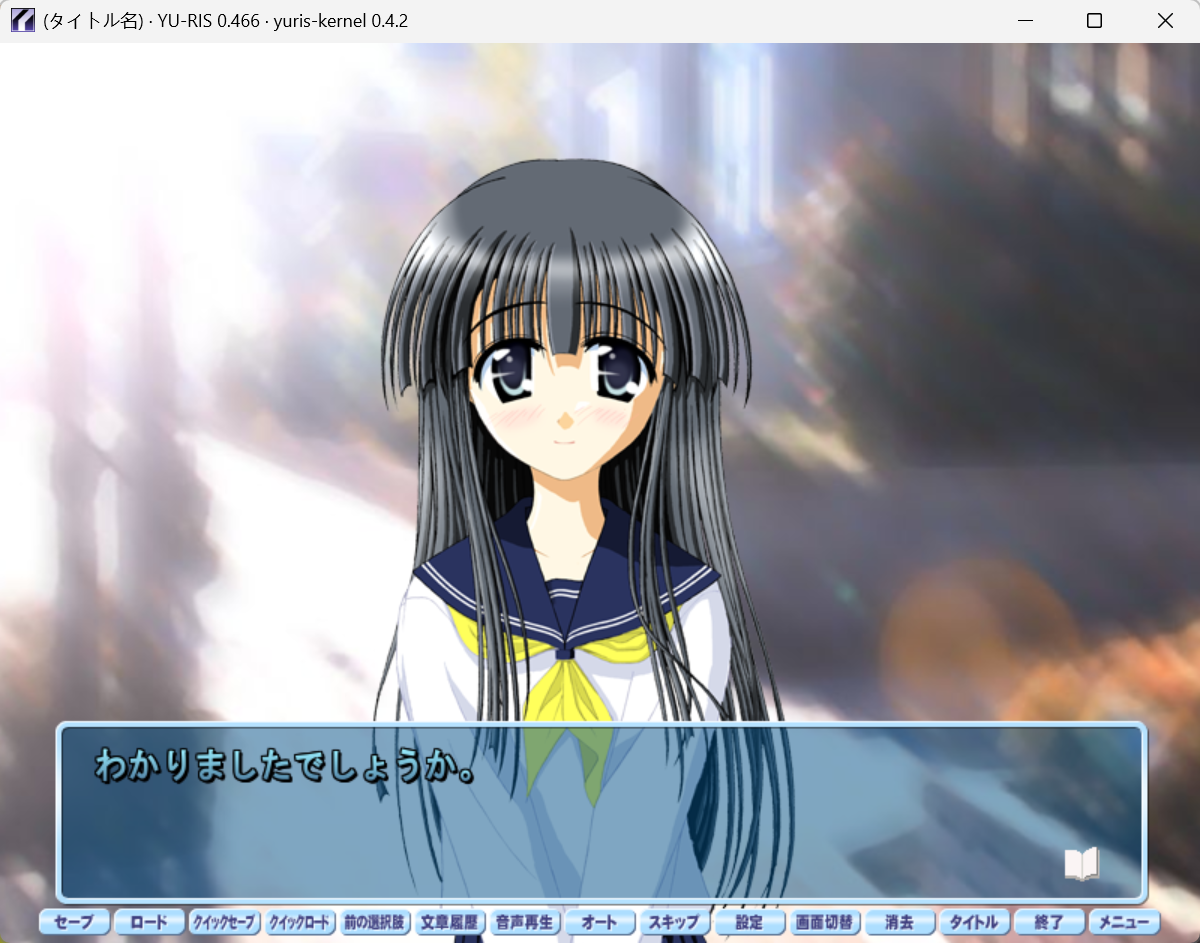 (タイトル名) · YU-RIS 0.466 · yuris-kernel 0.4.2
わかりましたでしょうか。
セーブ ロード クイックセーブ クイックロード 前の選択肢 文章履歴 音声再生 オート スキップ 設定 画面切替 消去 タイトル 終了 メニュー